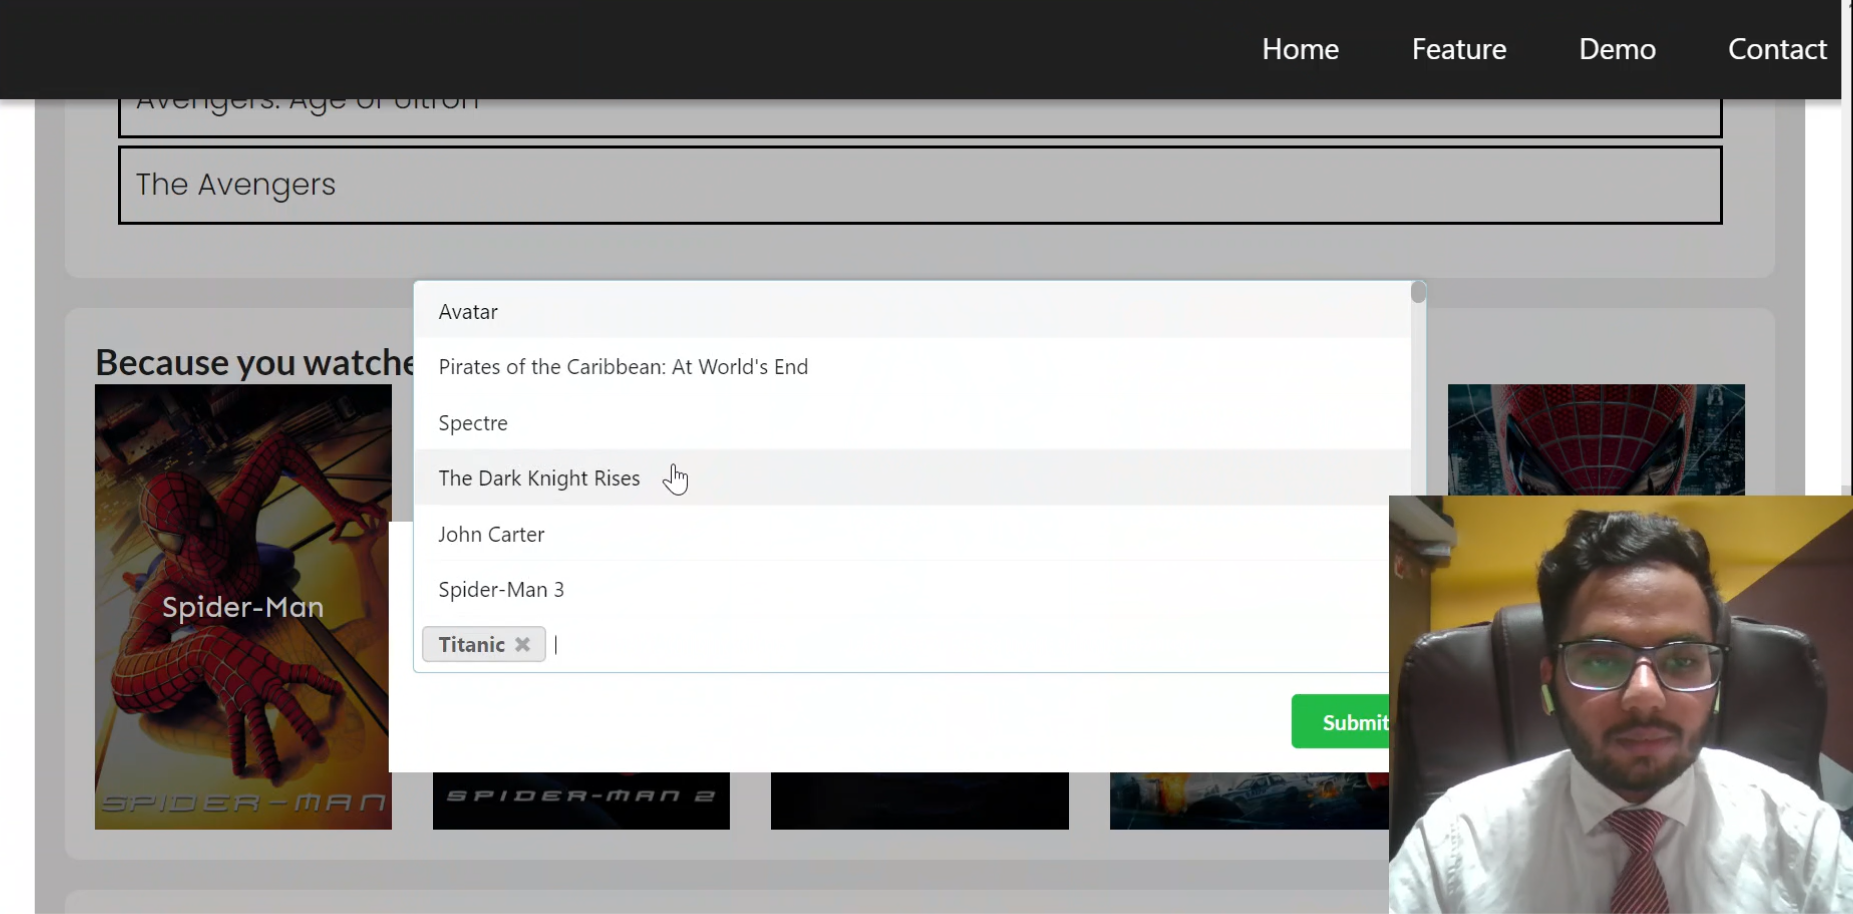 Home Feature Demo Contact
Avengers: Age of Ultron
The Avengers
Avatar
Because you watche
Pirates of the Caribbean: At World's End
Spectre
The Dark Knight Rises
John Carter
Spider-Man 3
Spider-Man
Titanic
Submit
SPIDER-MAN
SPIDER-MAN 2